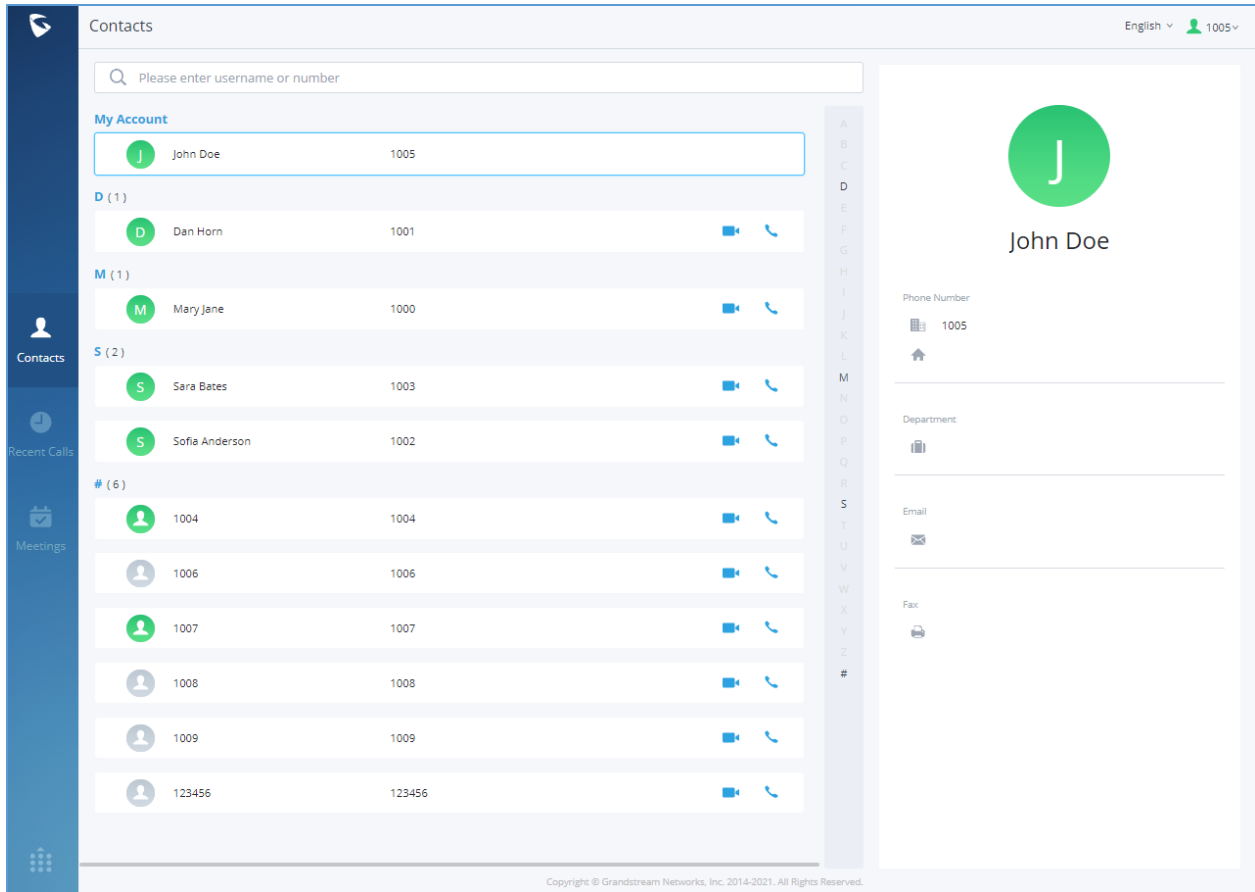 Contacts
English
1005
Please enter username or number
My Account
J
John Doe
1005
D (1)
D
Dan Horn
1001
M (1)
M
Mary Jane
1000
S (2)
S
Sara Bates
1003
S
Sofia Anderson
1002
# (6)
1004
1004
1006
1006
1007
1007
1008
1008
1009
1009
123456
123456
A
B
C
D
E
F
G
H
I
J
K
L
M
N
O
P
Q
R
S
T
U
V
W
X
Y
Z
#
J
John Doe
Phone Number
1005
Department
Email
Fax
Contacts
Recent Calls
Meetings
Copyright © Grandstream Networks, Inc. 2014-2021. All Rights Reserved.